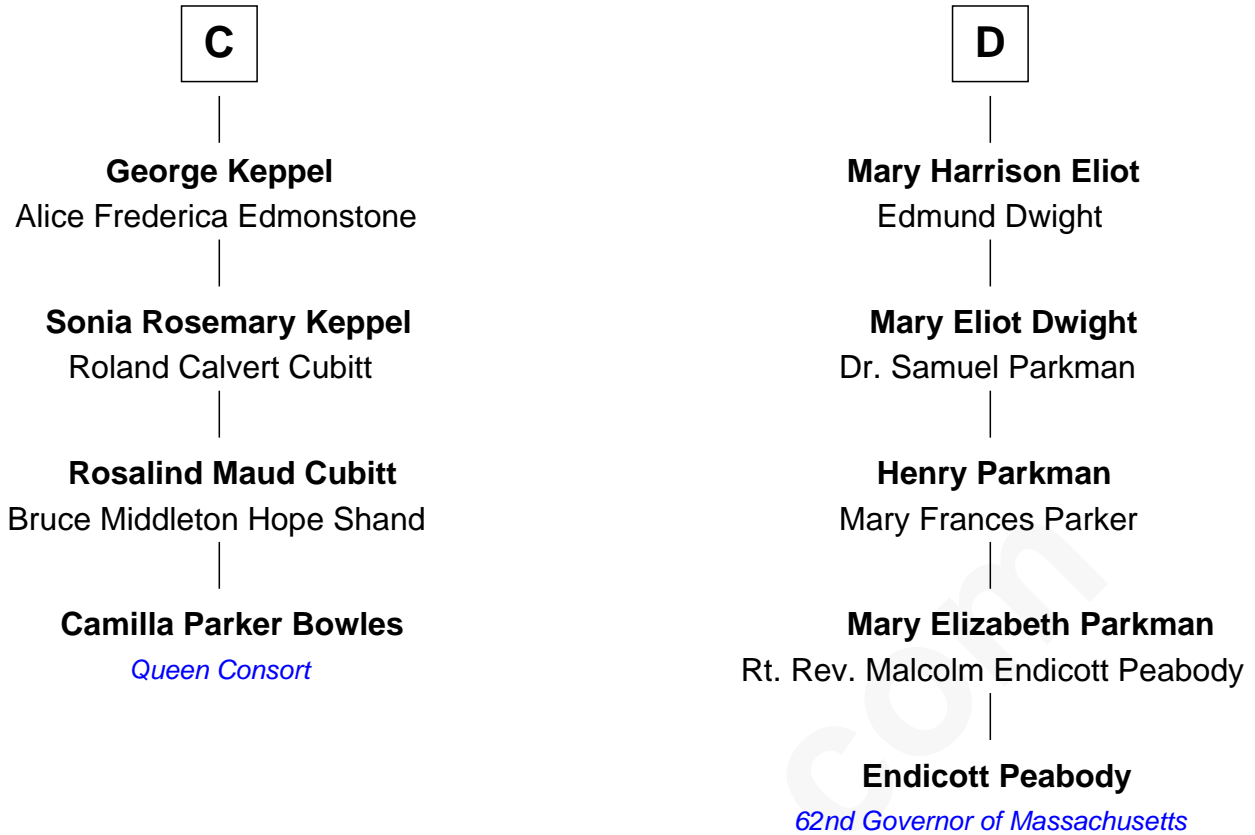 C
George Keppel
Alice Frederica Edmonstone
Sonia Rosemary Keppel
Roland Calvert Cubitt
Rosalind Maud Cubitt
Bruce Middleton Hope Shand
Camilla Parker Bowles
Queen Consort
D
Mary Harrison Eliot
Edmund Dwight
Mary Eliot Dwight
Dr. Samuel Parkman
Henry Parkman
Mary Frances Parker
Mary Elizabeth Parkman
Rt. Rev. Malcolm Endicott Peabody
Endicott Peabody
62nd Governor of Massachusetts
com